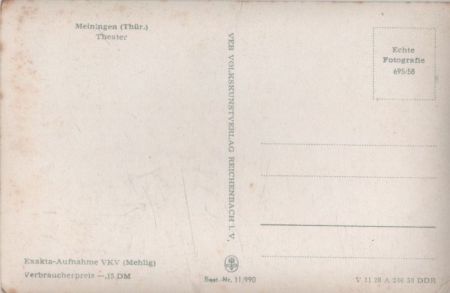 Meiningen (Thür.)
Theater
VEB VOLKSKUNSTVERLAG REICHENBACH i. V.
Echte
Fotografie
695/58
Exakta-Aufnahme VKV (Mehlig)
Verbraucherpreis —,15 DM
Best.-Nr. 11/990
V 11 28 A 246 58 DDR